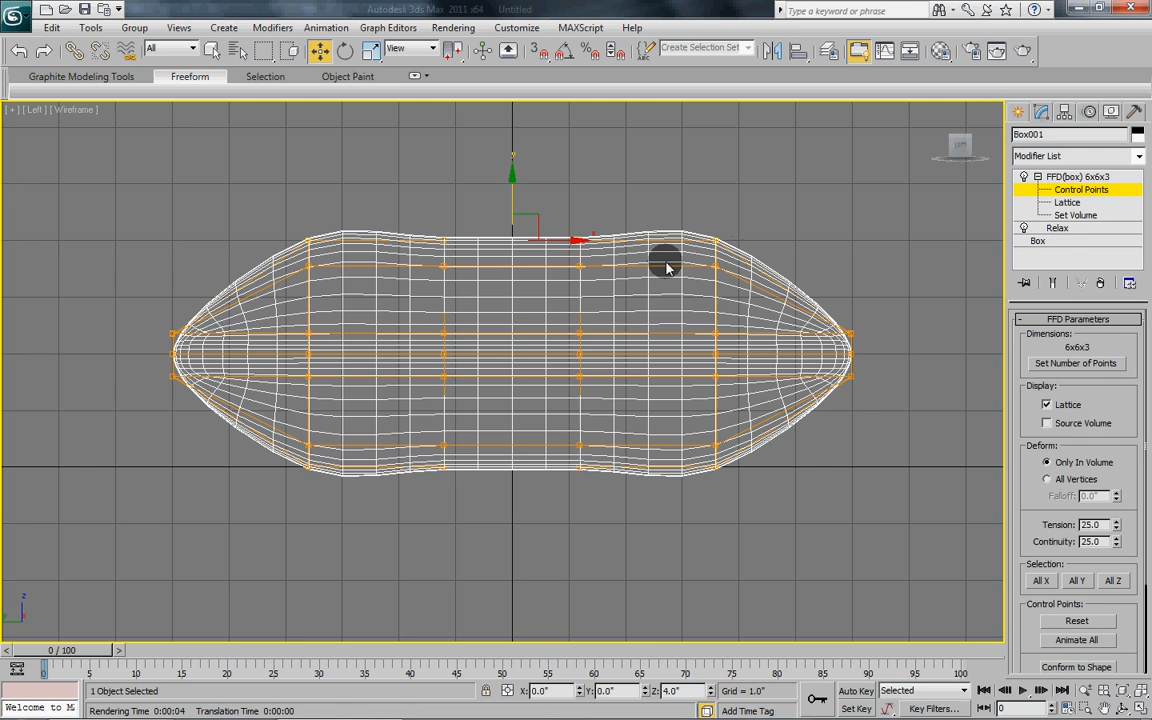 Autodesk 3ds Max 2011 x64 Untitled
Type a keyword or phrase
Edit Tools Group Views Create Modifiers Animation Graph Editors Rendering Customize MAXScript Help
All View 3 Create Selection Set
Graphite Modeling Tools Freeform Selection Object Paint
[ + ] [ Left ] [ Wireframe ]
Box001
Modifier List
FFD(box) 6x6x3
Control Points
Lattice
Set Volume
Relax
Box
- FFD Parameters
Dimensions:
6x6x3
Set Number of Points
Display:
Lattice
Source Volume
Deform:
Only In Volume
All Vertices
Falloff: 0.0"
Tension: 25.0
Continuity: 25.0
Selection:
All X All Y All Z
Control Points:
Reset
Animate All
Conform to Shape
y
x
z
y
x
< 0 / 100 >
0 5 10 15 20 25 30 35 40 45 50 55 60 65 70 75 80 85 90 95 100
1 Object Selected X: 0.0" Y: 0.0" Z: 4.0" Grid = 1.0" Auto Key Selected
Welcome to M Rendering Time 0:00:04 Translation Time 0:00:00 Add Time Tag Set Key Key Filters... 0